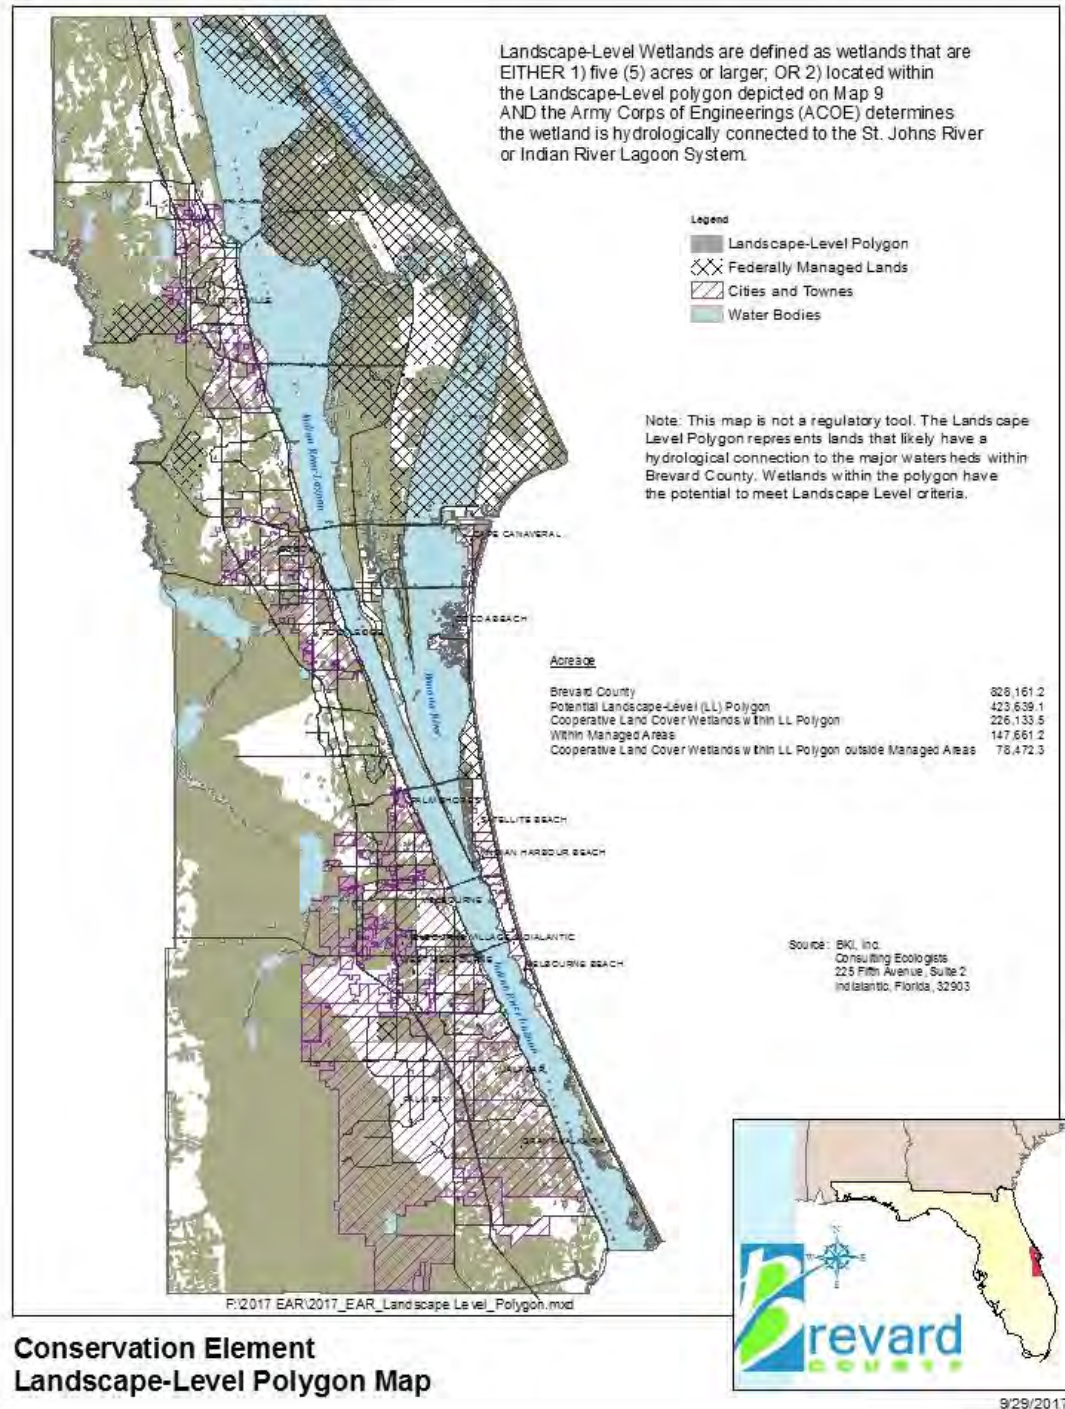 Landscape-Level Wetlands are defined as wetlands that are
EITHER 1) five (5) acres or larger; OR 2) located within
the Landscape-Level polygon depicted on Map 9
AND the Army Corps of Engineerings (ACOE) determines
the wetland is hydrologically connected to the St. Johns River
or Indian River Lagoon System.
Legend
Landscape-Level Polygon
Federally Managed Lands
Cities and Townes
Water Bodies
Note: This map is not a regulatory tool. The Landscape
Level Polygon represents lands that likely have a
hydrological connection to the major watersheds within
Brevard County. Wetlands within the polygon have
the potential to meet Landscape Level criteria.
Indian River Lagoon
CAPE CANAVERAL
COCOA BEACH
ROCKLEDGE
Banana River
Acreage
Brevard County 828,161.2
Potential Landscape-Level (LL) Polygon 423,639.1
Cooperative Land Cover Wetlands within LL Polygon 226,133.5
Within Managed Areas 147,661.2
Cooperative Land Cover Wetlands within LL Polygon outside Managed Areas 78,472.3
PALM SHORES
SATELLITE BEACH
INDIAN HARBOUR BEACH
MELBOURNE
MELBOURNE VILLAGE
INDIALANTIC
WEST MELBOURNE
MELBOURNE BEACH
Indian River Lagoon
Source: BKI, Inc.
Consulting Ecologists
225 Fifth Avenue, Suite 2
Indialantic, Florida, 32903
MALABAR
PALM BAY
GRANT-VALKARIA
F:\2017 EAR\2017_EAR_Landscape Level_Polygon.mxd
N
W
E
S
Brevard
COUNTY
Conservation Element
Landscape-Level Polygon Map
9/29/2017